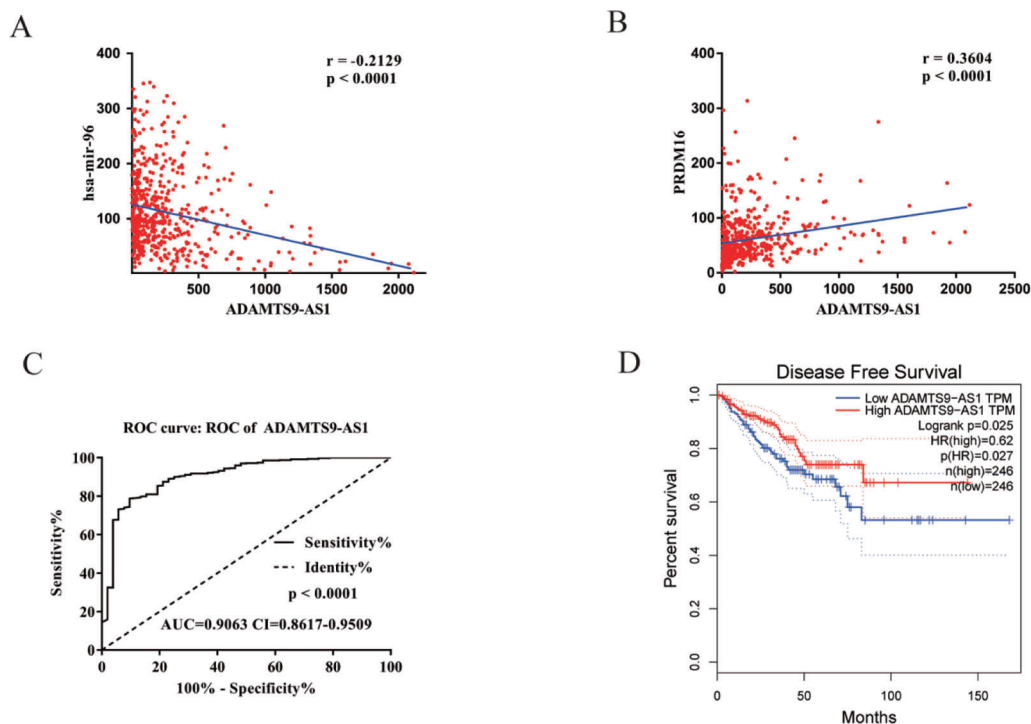 A
r = -0.2129
p < 0.0001
hsa-mir-96
400
300
200
100
500
1000
1500
2000
ADAMTS9-AS1
B
r = 0.3604
p < 0.0001
PRDM16
400
300
200
100
0
0
500
1000
1500
2000
2500
ADAMTS9-AS1
C
ROC curve: ROC of ADAMTS9-AS1
Sensitivity%
100
80
60
40
20
0
Sensitivity%
Identity%
p < 0.0001
AUC=0.9063 CI=0.8617-0.9509
0
20
40
60
80
100
100% - Specificity%
D
Disease Free Survival
Low ADAMTS9−AS1 TPM
High ADAMTS9−AS1 TPM
Logrank p=0.025
HR(high)=0.62
p(HR)=0.027
n(high)=246
n(low)=246
Percent survival
1.0
0.8
0.6
0.4
0.2
0.0
0
50
100
150
Months